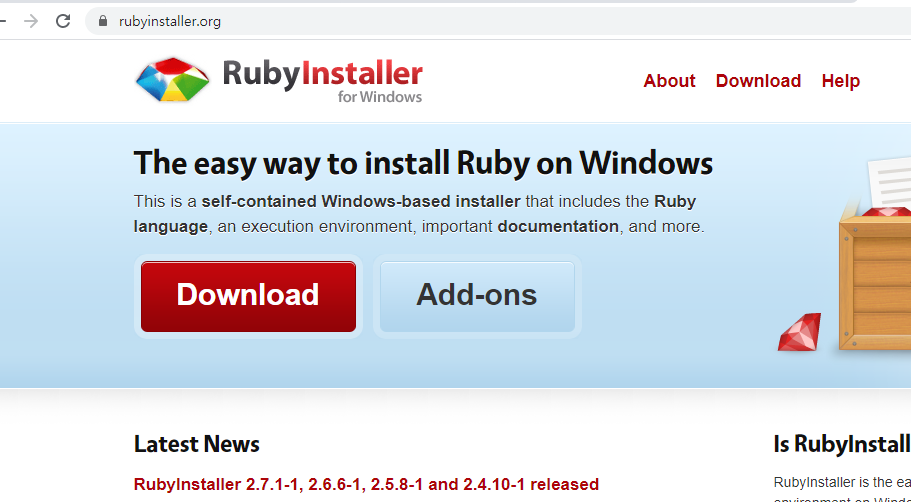 rubyinstaller.org
RubyInstaller
for Windows
About Download Help
The easy way to install Ruby on Windows
This is a self-contained Windows-based installer that includes the Ruby
language, an execution environment, important documentation, and more.
Download Add-ons
Latest News
Is RubyInstall
RubyInstaller 2.7.1-1, 2.6.6-1, 2.5.8-1 and 2.4.10-1 released
RubyInstaller is the ea
environment on Wind